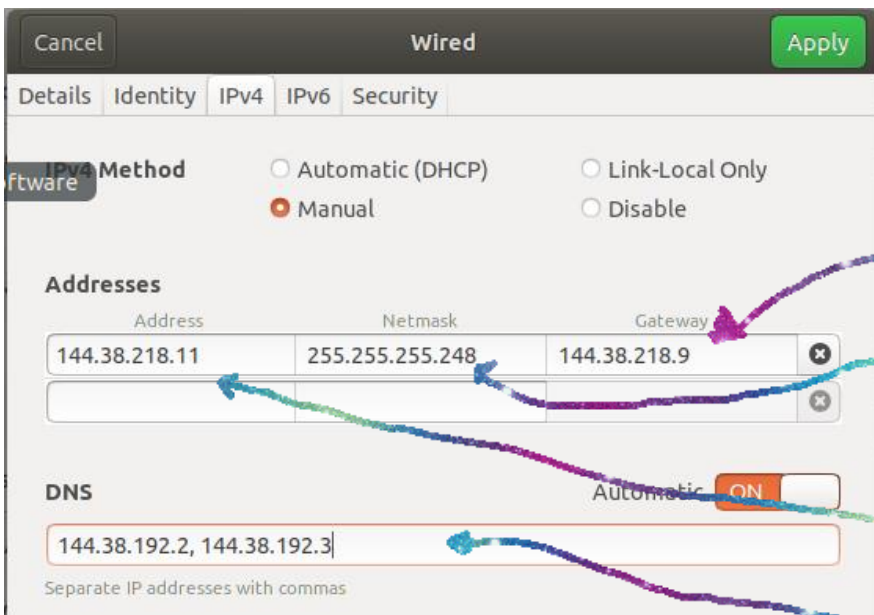 Cancel Wired Apply
Details Identity IPv4 IPv6 Security
IPv4 Method Automatic (DHCP) Link-Local Only
oftware
Manual Disable
Addresses
Address Netmask Gateway
144.38.218.11 255.255.255.248 144.38.218.9
DNS Automatic ON
144.38.192.2, 144.38.192.3
Separate IP addresses with commas